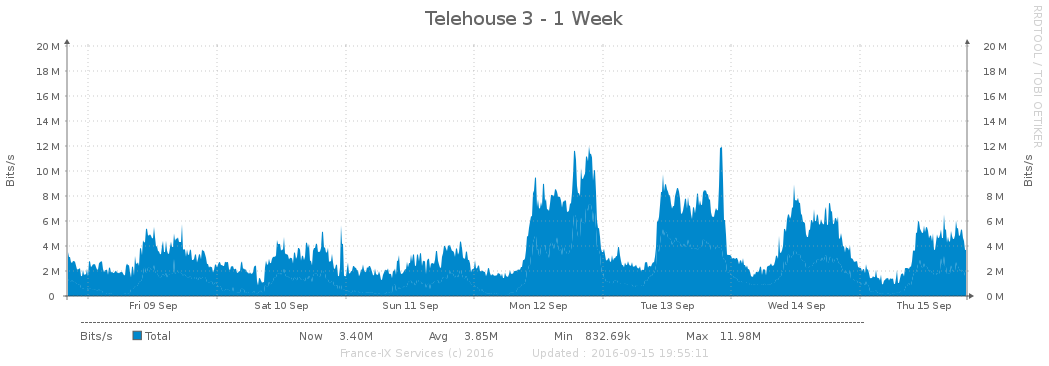 Telehouse 3 - 1 Week
RRDTOOL / TOBI OETIKER
Bits/s
20 M 20 M
18 M 18 M
16 M 16 M
14 M 14 M
12 M 12 M
10 M 10 M
8 M 8 M
6 M 6 M
4 M 4 M
2 M 2 M
0 0 M
Bits/s
Fri 09 Sep Sat 10 Sep Sun 11 Sep Mon 12 Sep Tue 13 Sep Wed 14 Sep Thu 15 Sep
Bits/s Total Now 3.40M Avg 3.85M Min 832.69k Max 11.98M
France-IX Services (c) 2016 Updated : 2016-09-15 19:55:11